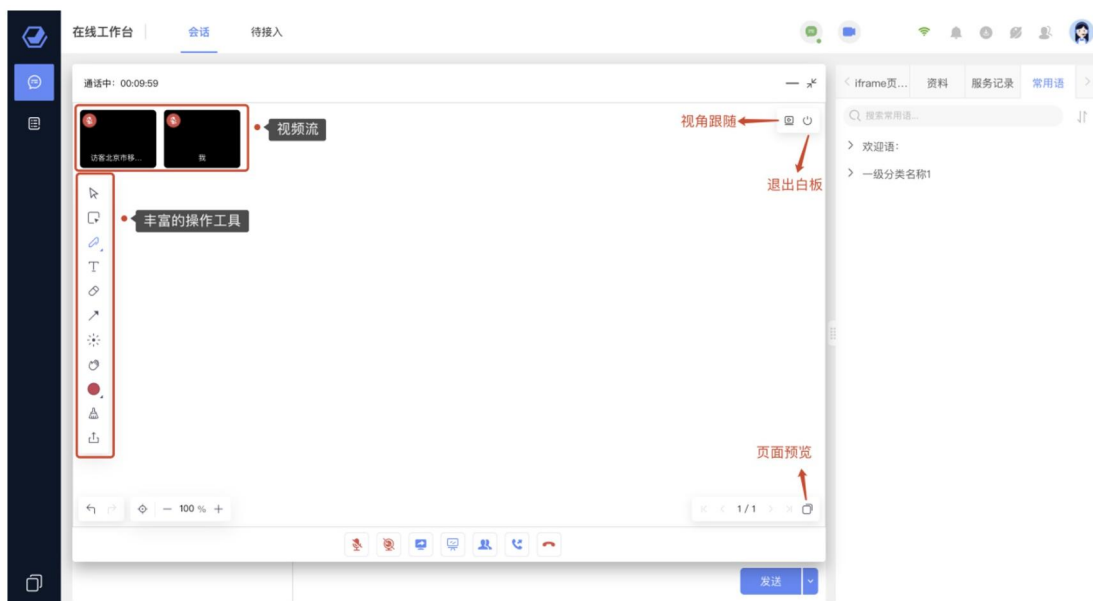 在线工作台 会话 待接入
通话中：00:09:59
iframe页... 资料 服务记录 常用语
搜索常用语...
欢迎语：
一级分类名称1
访客北京市移... 我
视频流
视角跟随
退出白板
丰富的操作工具
T
页面预览
100 %
1/1
发送